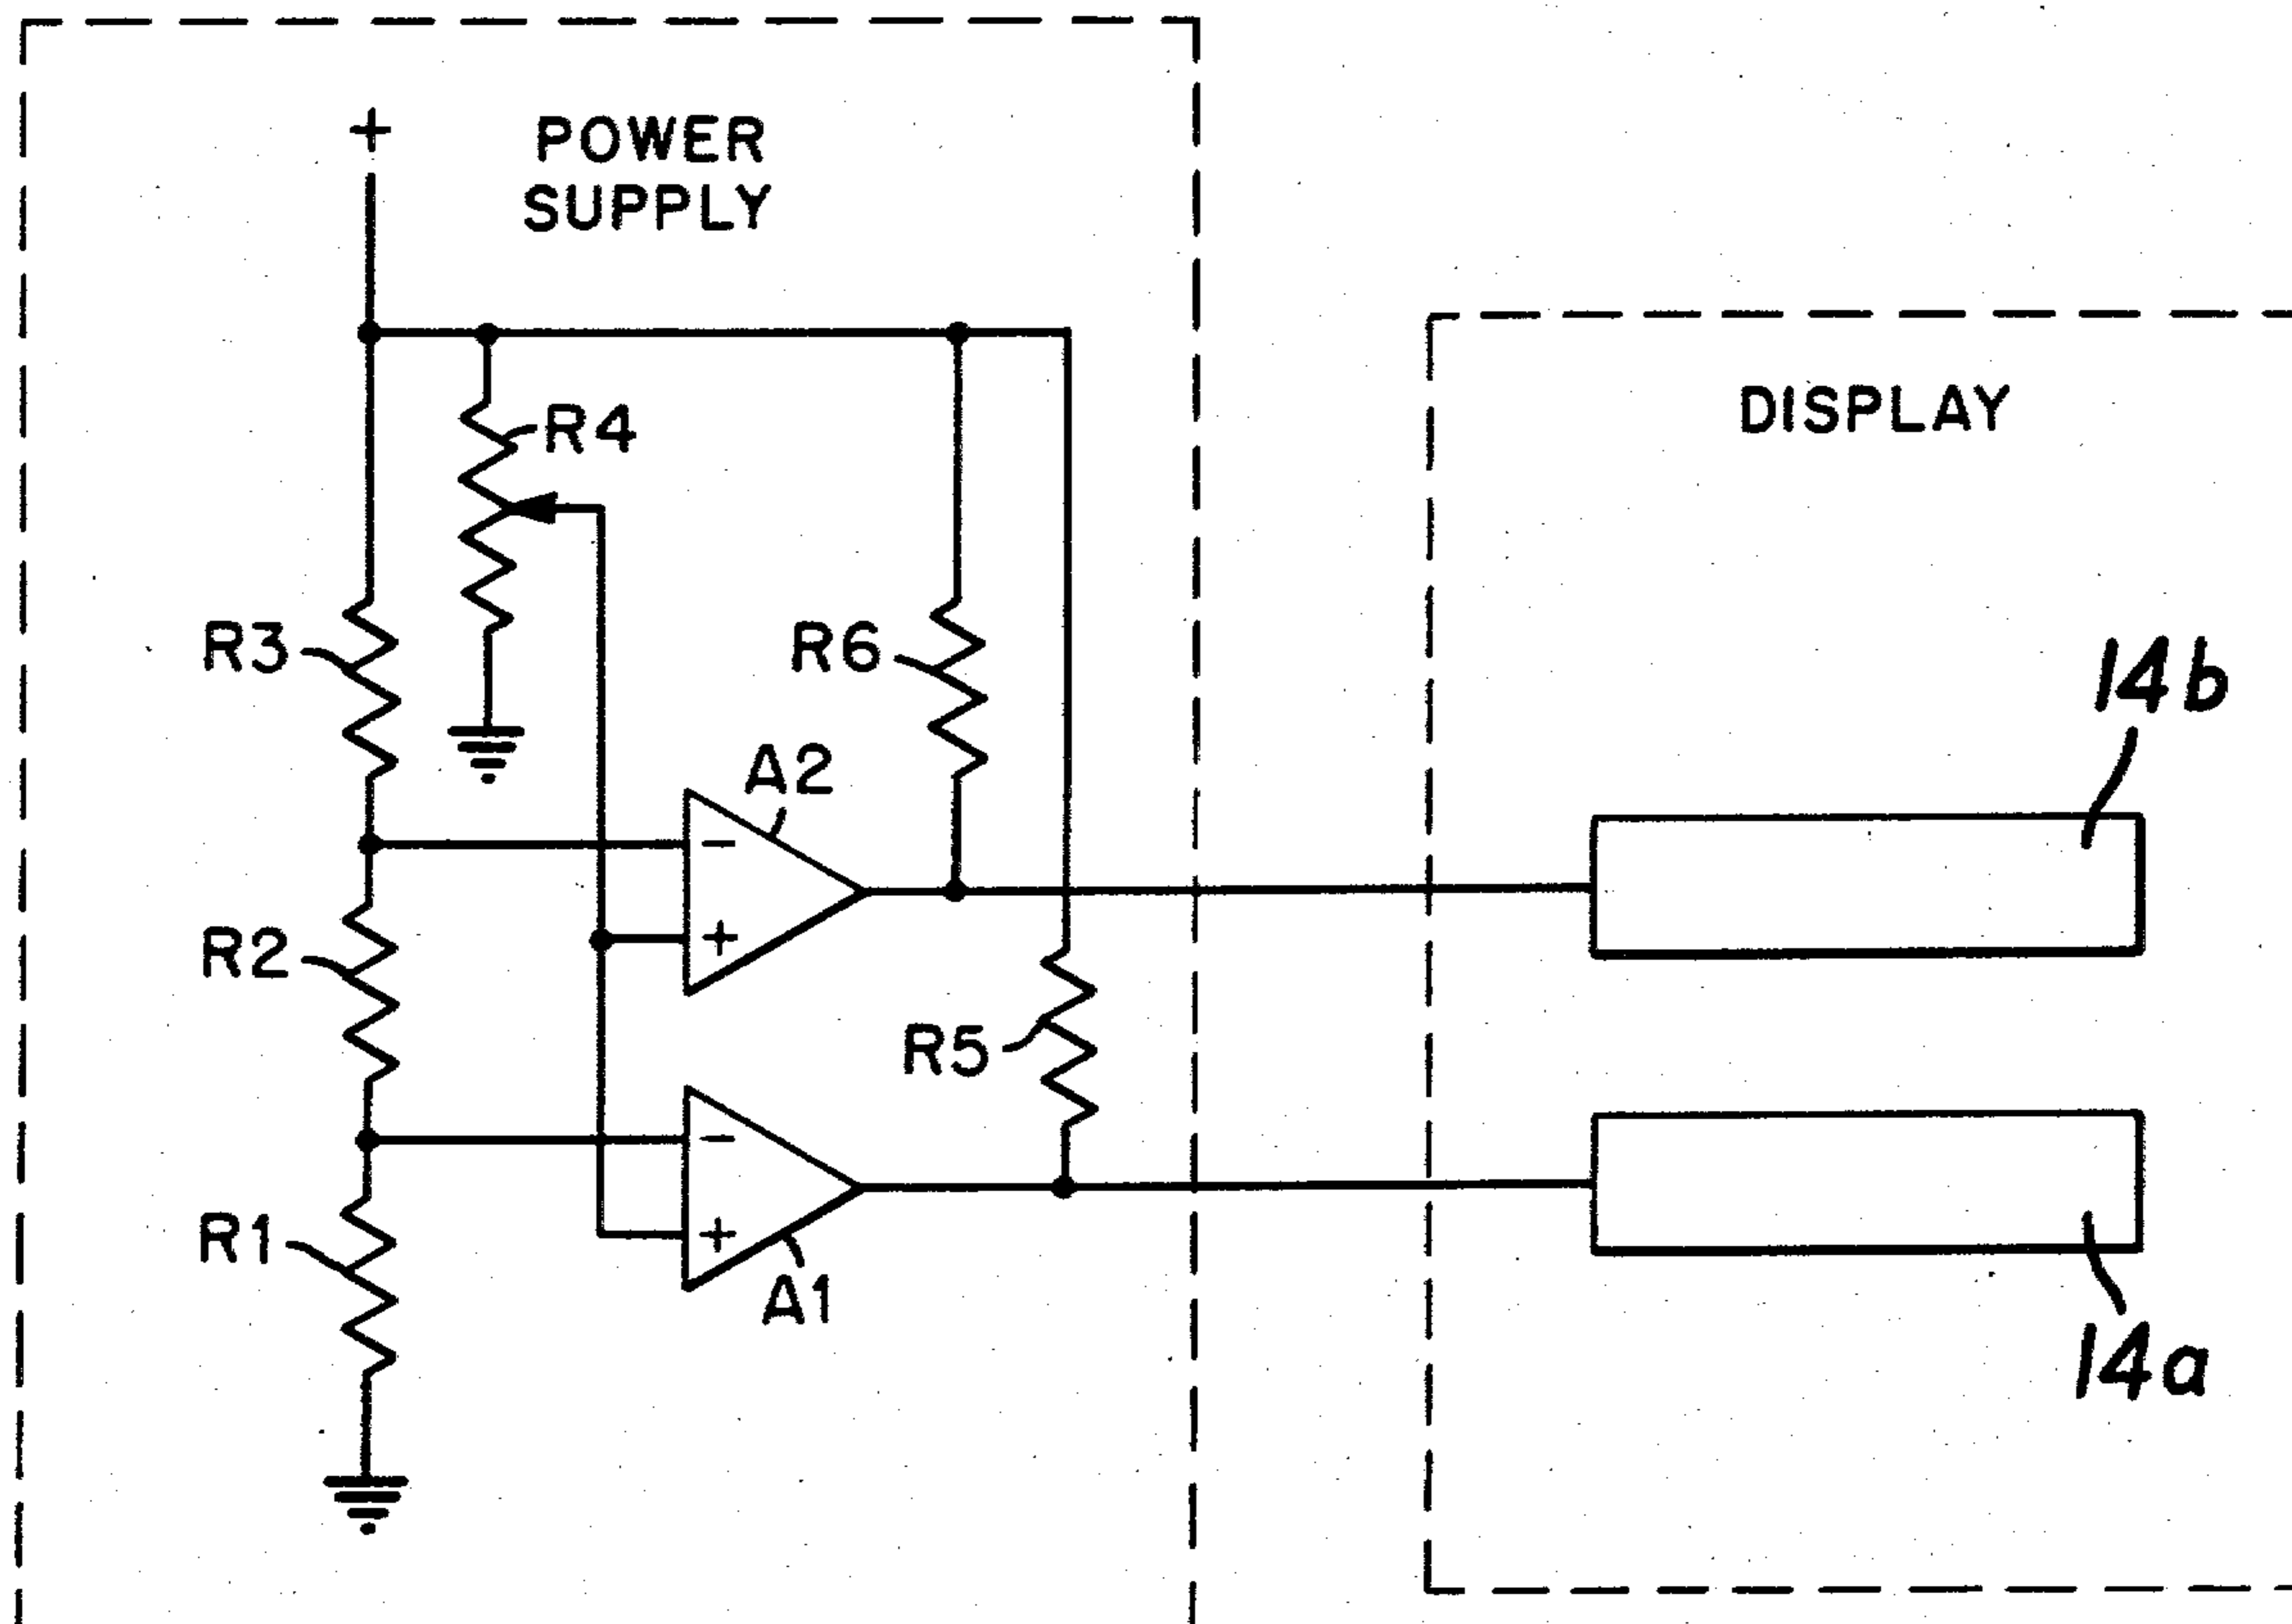 +
POWER
SUPPLY
DISPLAY
R4
R3
R6
14b
A2
-
+
R2
R5
-
R1
+
A1
14a